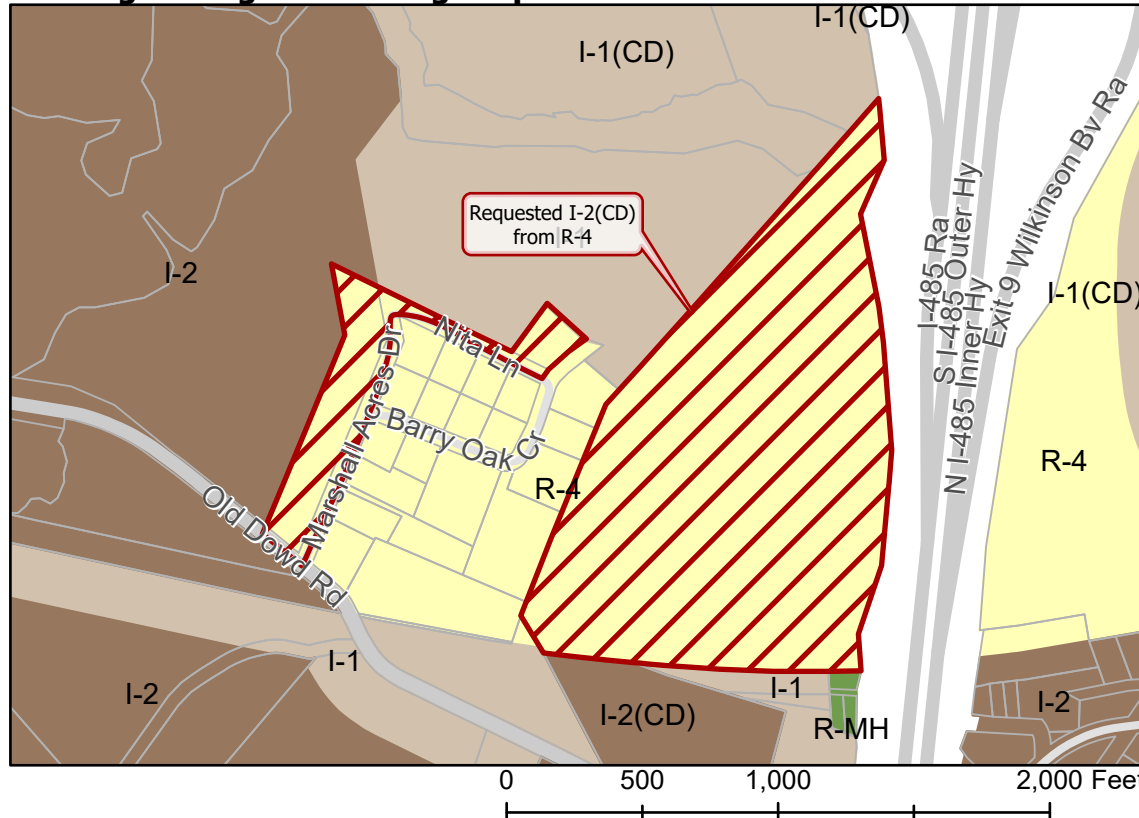 I-1(CD)
I-1(CD)
Requested I-2(CD)
from R-4
I-2
I-1(CD)
I-485 Ra
S I-485 Outer Hy
N I-485 Inner Hy
Exit 9 Wilkinson Bv Ra
Nita Ln
Marshall Acres Dr
Barry Oak Cr
R-4
R-4
Old Dowd Rd
I-1
I-2
I-2(CD)
I-1
R-MH
I-2
0 500 1,000 2,000 Feet